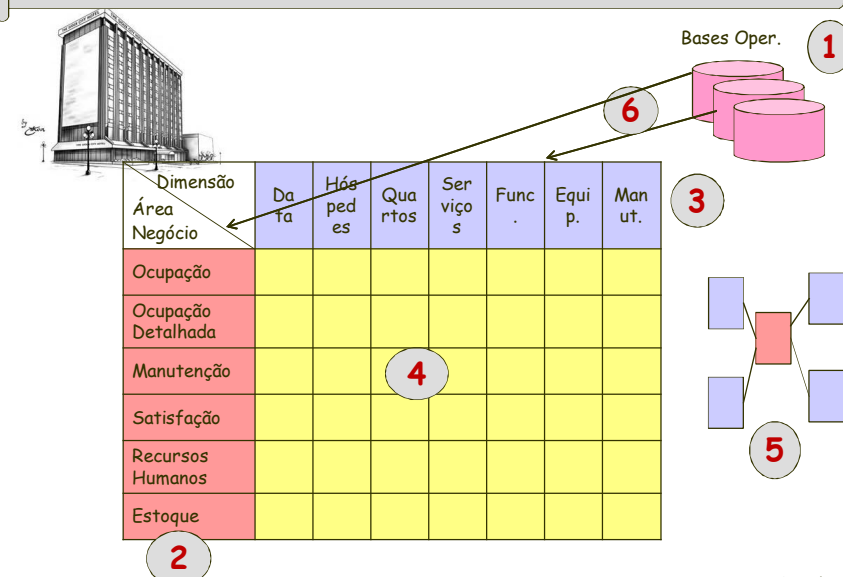 Bases Oper.
1
6
Dimensão
Área
Negócio
Da
ta
Hós
ped
es
Qua
rtos
Ser
viço
s
Func
.
Equi
p.
Man
ut.
3
Ocupação
Ocupação
Detalhada
Manutenção
4
Satisfação
Recursos
Humanos
Estoque
5
2